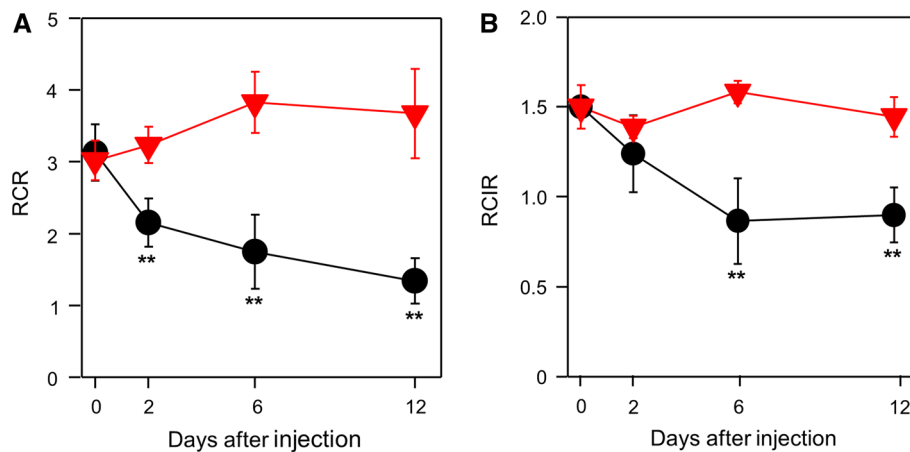 A
5
4
3
2
1
0
RCR
**
**
**
0 2 6 12
Days after injection
B
2.0
1.5
1.0
0.5
0
RCIR
**
**
0 2 6 12
Days after injection